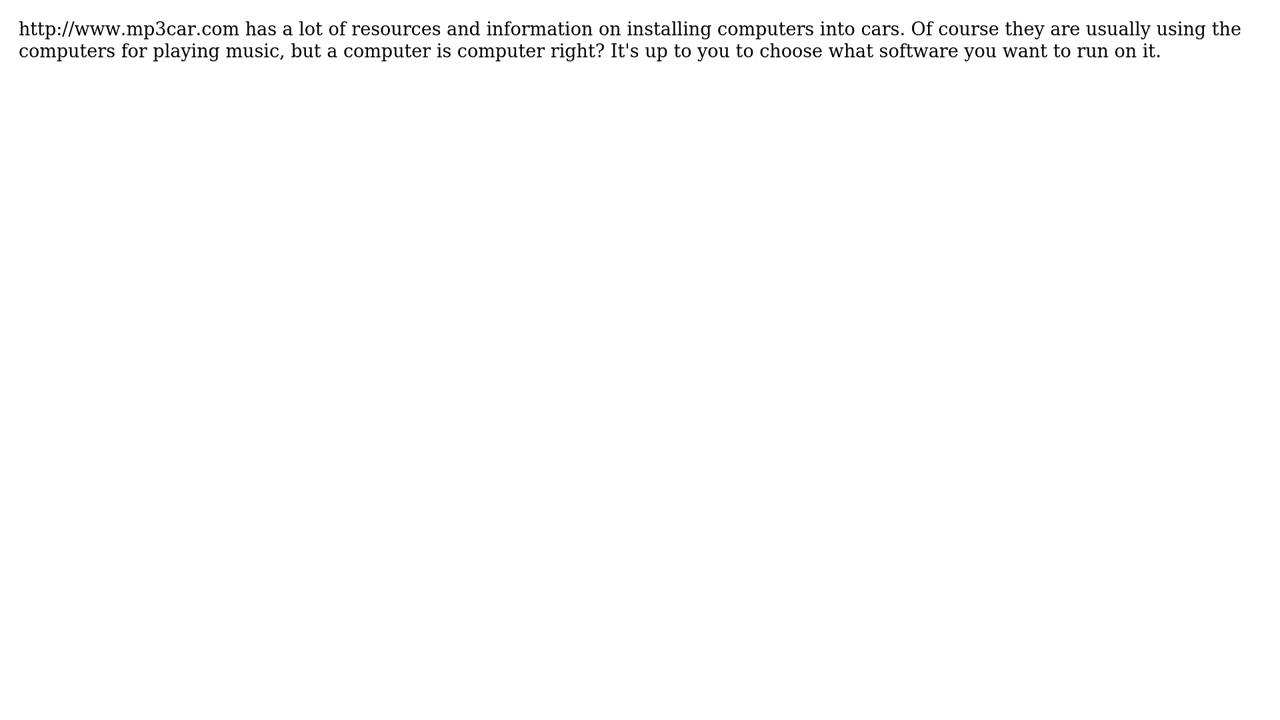 http://www.mp3car.com has a lot of resources and information on installing computers into cars. Of course they are usually using the
computers for playing music, but a computer is computer right? It's up to you to choose what software you want to run on it.